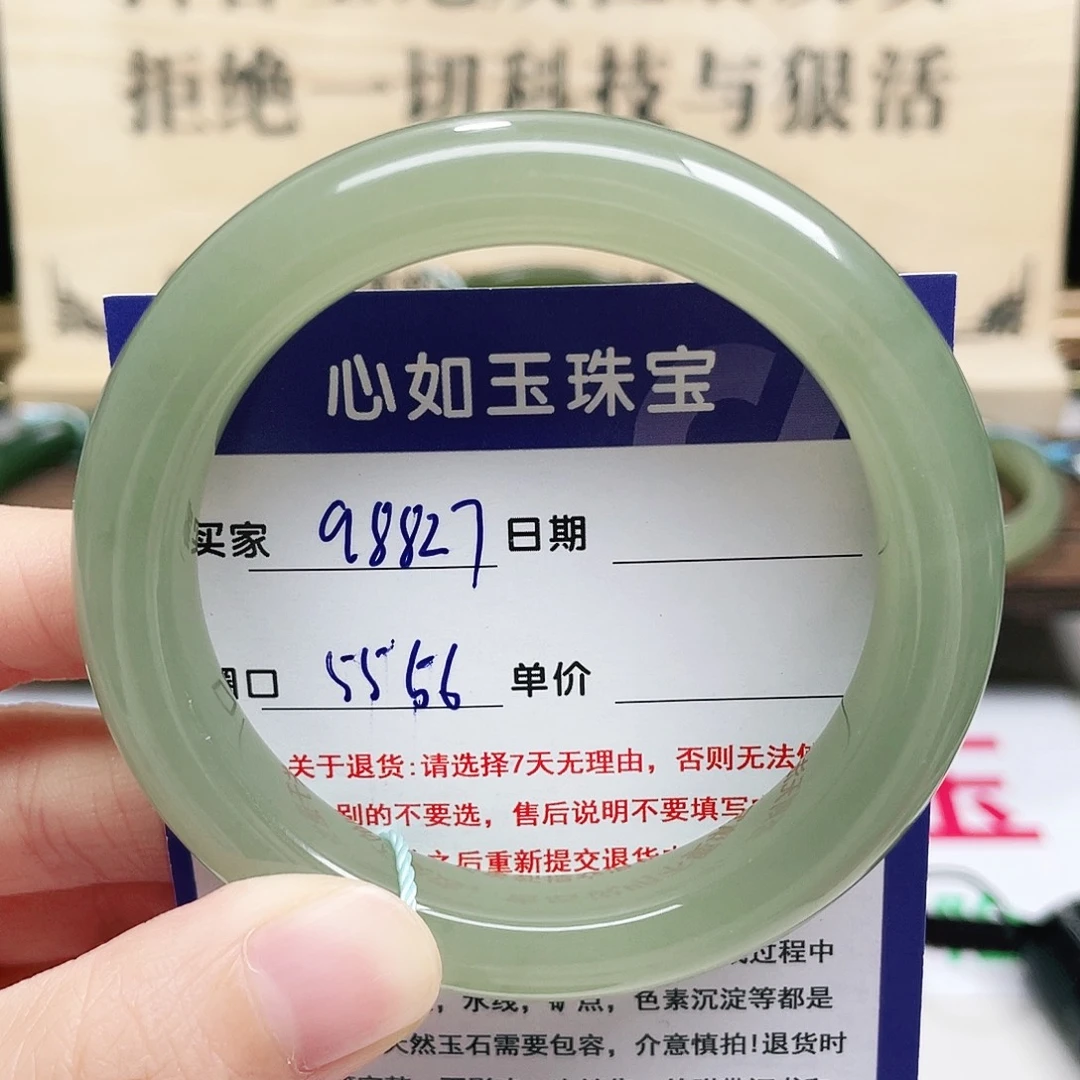 拒绝一切科技与狠活
心如玉珠宝
买家 98827 日期
圈口 5556 单价
关于退货:请选择7天无理由，否则无法
别的不要选，售后说明不要填写
之后重新提交退货
过程中
，水线，矿点，色素沉淀等都是
天然玉石需要包容，介意慎拍!退货时